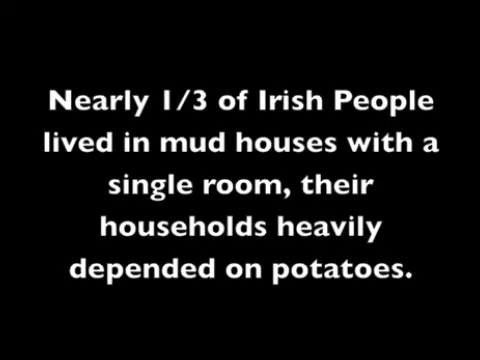 Nearly 1/3 of Irish People
lived in mud houses with a
single room, their
households heavily
depended on potatoes.